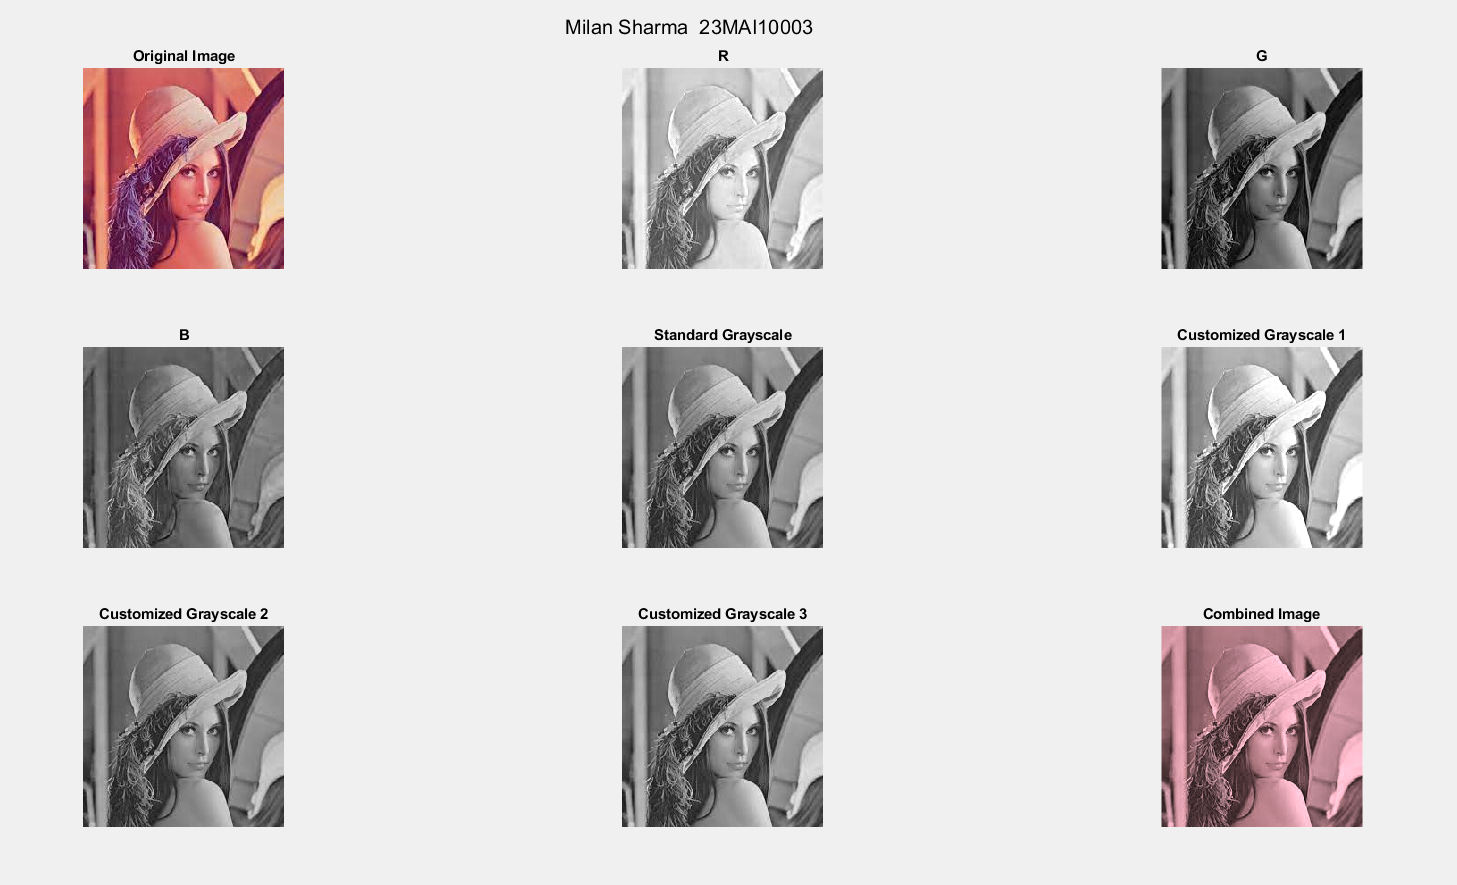 Milan Sharma  23MAI10003
Original Image
R
G
B
Standard Grayscale
Customized Grayscale 1
Customized Grayscale 2
Customized Grayscale 3
Combined Image